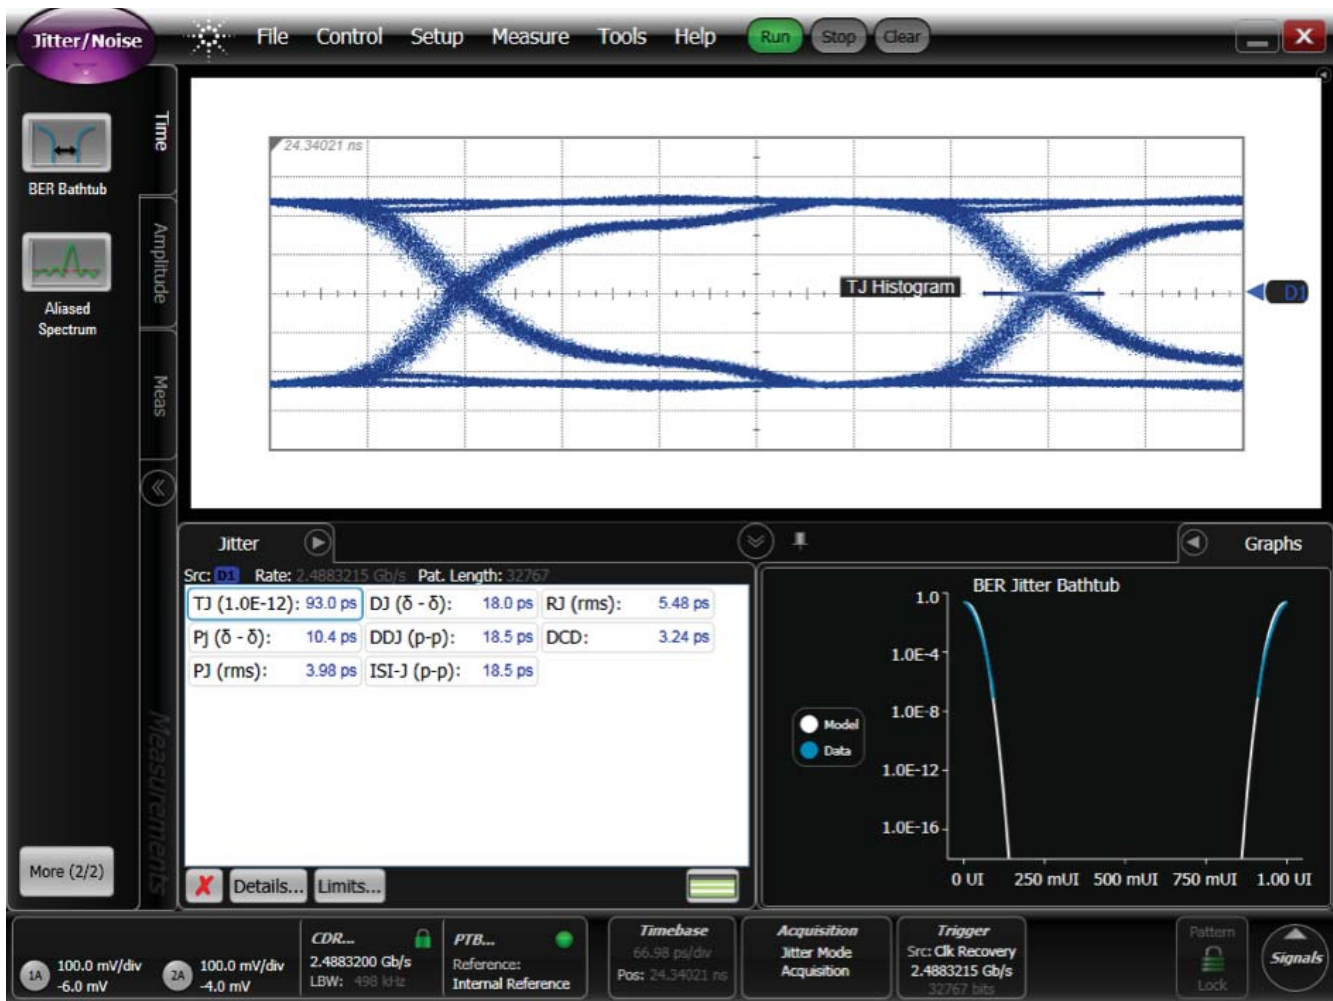 Jitter/Noise
File Control Setup Measure Tools Help Run Stop Clear
BER Bathtub
Aliased
Spectrum
More (2/2)
Time
Amplitude
Meas
Measurements
24.34021 ns
TJ Histogram
D1
Jitter
Graphs
Src: D1 Rate: 2.4883215 Gb/s Pat. Length: 32767
TJ (1.0E-12): 93.0 ps DJ (δ - δ): 18.0 ps RJ (rms): 5.48 ps
PJ (δ - δ): 10.4 ps DDJ (p-p): 18.5 ps DCD: 3.24 ps
PJ (rms): 3.98 ps ISI-J (p-p): 18.5 ps
Details... Limits...
BER Jitter Bathtub
1.0
1.0E-4
1.0E-8
1.0E-12
1.0E-16
Model
Data
0 UI 250 mUI 500 mUI 750 mUI 1.00 UI
1A 100.0 mV/div
-6.0 mV
2A 100.0 mV/div
-4.0 mV
CDR...
2.4883200 Gb/s
LBW: 498 kHz
PTB...
Reference:
Internal Reference
Timebase
66.98 ps/div
Pos: 24.34021 ns
Acquisition
Jitter Mode
Acquisition
Trigger
Src: Clk Recovery
2.4883215 Gb/s
32767 bits
Pattern
Lock
Signals